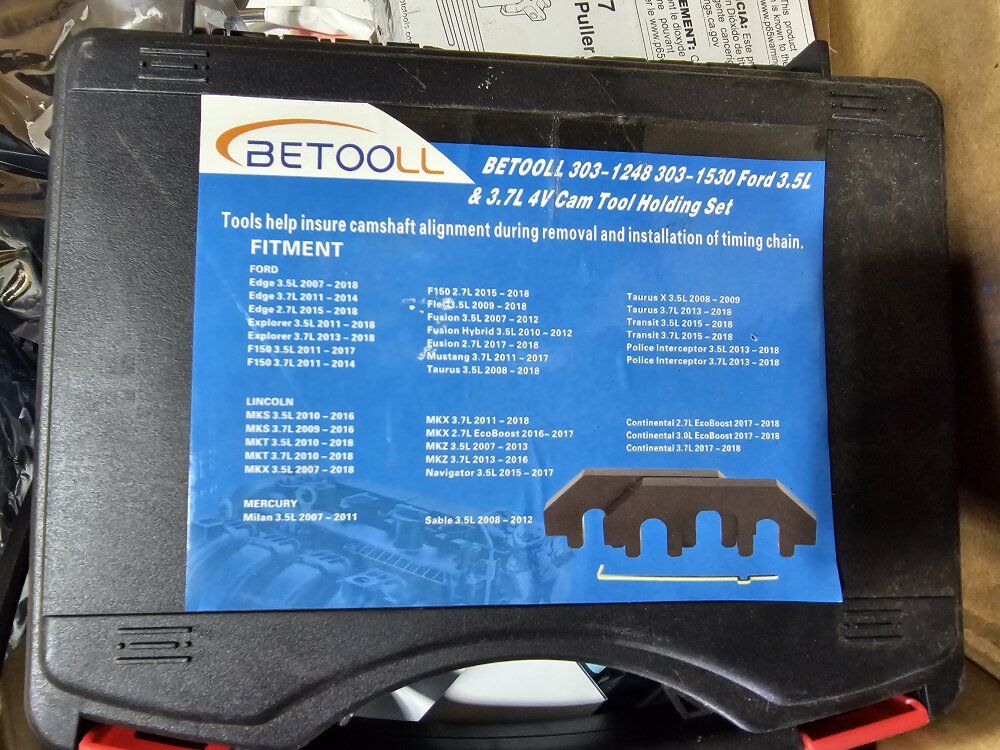 7
Puller
BETOOLL
BETOOLL 303-1248 303-1530 Ford 3.5L
& 3.7L 4V Cam Tool Holding Set
Tools help insure camshaft alignment during removal and installation of timing chain.
FITMENT
FORD
Edge 3.5L 2007 - 2018
Edge 3.7L 2011 - 2014
Edge 2.7L 2015 - 2018
Explorer 3.5L 2011 - 2018
Explorer 3.7L 2013 - 2018
F150 3.5L 2011 - 2017
F150 3.7L 2011 - 2014
F150 2.7L 2015 - 2018
Flex 3.5L 2009 - 2018
Fusion 3.5L 2007 - 2012
Fusion Hybrid 3.5L 2010 - 2012
Fusion 2.7L 2017 - 2018
Mustang 3.7L 2011 - 2017
Taurus 3.5L 2008 - 2018
Taurus X 3.5L 2008 - 2009
Taurus 3.7L 2013 - 2018
Transit 3.5L 2015 - 2018
Transit 3.7L 2015 - 2018
Police Interceptor 3.5L 2013 - 2018
Police Interceptor 3.7L 2013 - 2018
LINCOLN
MKS 3.5L 2010 - 2016
MKS 3.7L 2009 - 2016
MKT 3.5L 2010 - 2018
MKT 3.7L 2010 - 2018
MKX 3.5L 2007 - 2018
MKX 3.7L 2011 - 2018
MKX 2.7L EcoBoost 2016- 2017
MKZ 3.5L 2007 - 2013
MKZ 3.7L 2013 - 2016
Navigator 3.5L 2015 - 2017
Continental 2.7L EcoBoost 2017 - 2018
Continental 3.0L EcoBoost 2017 - 2018
Continental 3.7L 2017 - 2018
MERCURY
Milan 3.5L 2007 - 2011
Sable 3.5L 2008 - 2012